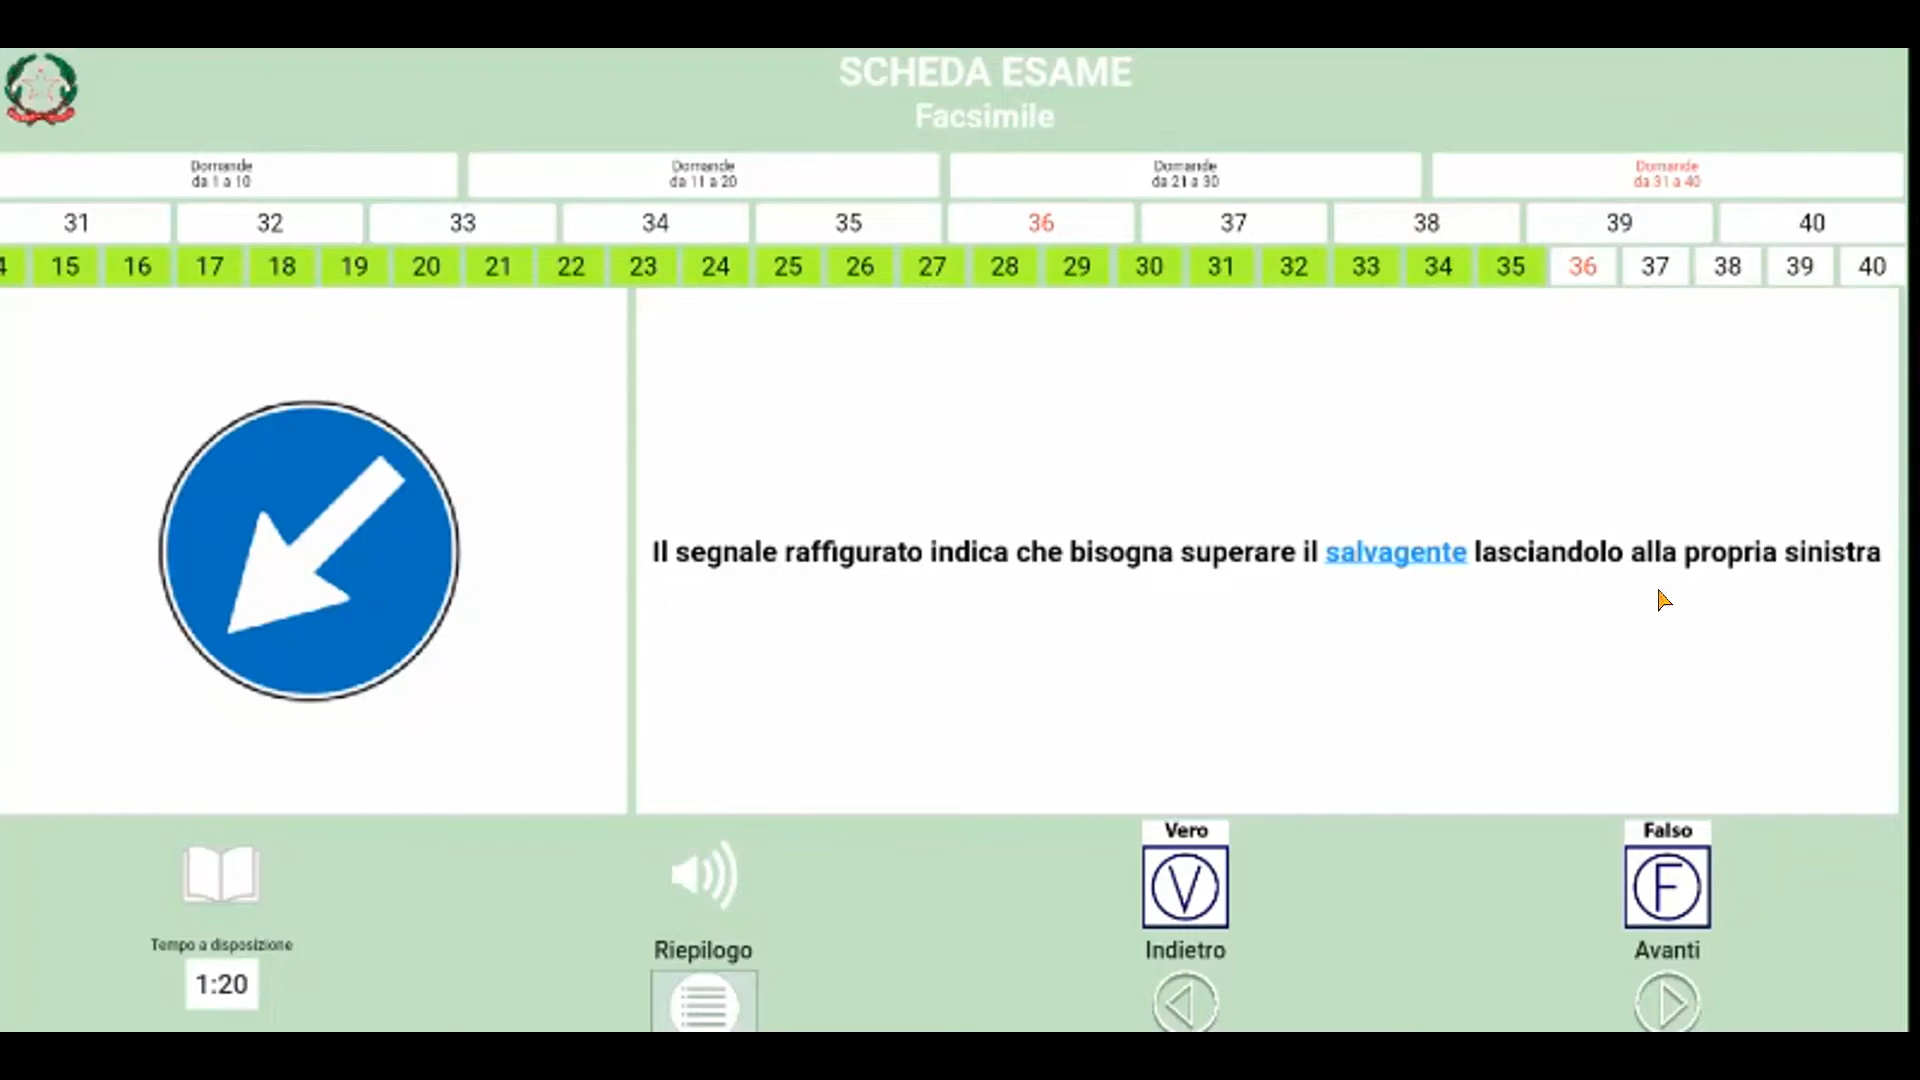 SCHEDA ESAME
Facsimile
Domande
da 1 a 10
Domande
da 11 a 20
Domande
da 21 a 30
Domande
da 31 a 40
31 32 33 34 35 36 37 38 39 40
4 15 16 17 18 19 20 21 22 23 24 25 26 27 28 29 30 31 32 33 34 35 36 37 38 39 40
Il segnale raffigurato indica che bisogna superare il salvagente lasciandolo alla propria sinistra
Vero
V
Falso
F
Tempo a disposizione
1:20
Riepilogo
Indietro
Avanti